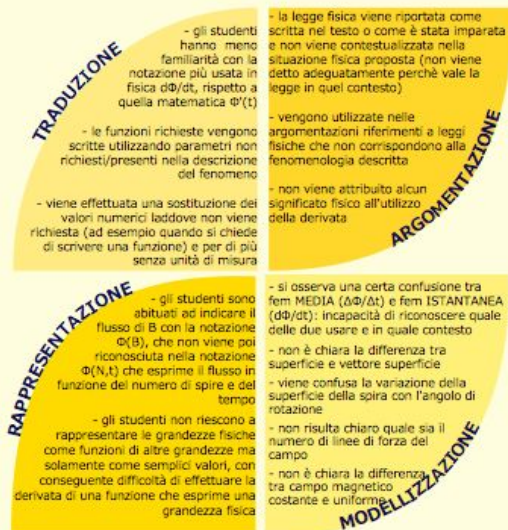 TRADUZIONE
- gli studenti
hanno meno
familiarità con la
notazione più usata in
fisica dΦ/dt, rispetto a
quella matematica Φ'(t)
- le funzioni richieste vengono
scritte utilizzando parametri non
richiesti/presenti nella descrizione
del fenomeno
- viene effettuata una sostituzione dei
valori numerici laddove non viene
richiesta (ad esempio quando si chiede
di scrivere una funzione) e per di più
senza unità di misura
- la legge fisica viene riportata come
scritta nel testo o come è stata imparata
e non viene contestualizzata nella
situazione fisica proposta (non viene
detto adeguatamente perchè vale la
legge in quel contesto)
- vengono utilizzate nelle
argomentazioni riferimenti a leggi
fisiche che non corrispondono alla
fenomenologia descritta
- non viene attribuito alcun
significato fisico all'utilizzo
della derivata
ARGOMENTAZIONE
RAPPRESENTAZIONE
- gli studenti sono
abituati ad indicare il
flusso di B con la notazione
Φ(B), che non viene poi
riconosciuta nella notazione
Φ(N,t) che esprime il flusso in
funzione del numero di spire e del
tempo
- gli studenti non riescono a
rappresentare le grandezze fisiche
come funzioni di altre grandezze ma
solamente come semplici valori, con
conseguente difficoltà di effettuare la
derivata di una funzione che esprime una
grandezza fisica
- si osserva una certa confusione tra
fem MEDIA (ΔΦ/Δt) e fem ISTANTANEA
(dΦ/dt): incapacità di riconoscere quale
delle due usare e in quale contesto
- non è chiara la differenza tra
superficie e vettore superficie
- viene confusa la variazione della
superficie della spira con l'angolo di
rotazione
- non risulta chiaro quale sia il
numero di linee di forza del
campo
- non è chiara la differenza
tra campo magnetico
costante e uniforme
MODELLIZZAZIONE